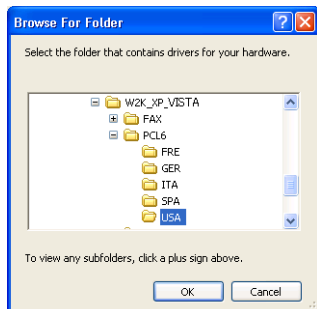 Browse For Folder
Select the folder that contains drivers for your hardware.
W2K_XP_VISTA
FAX
PCL6
FRE
GER
ITA
SPA
USA
To view any subfolders, click a plus sign above.
OK Cancel